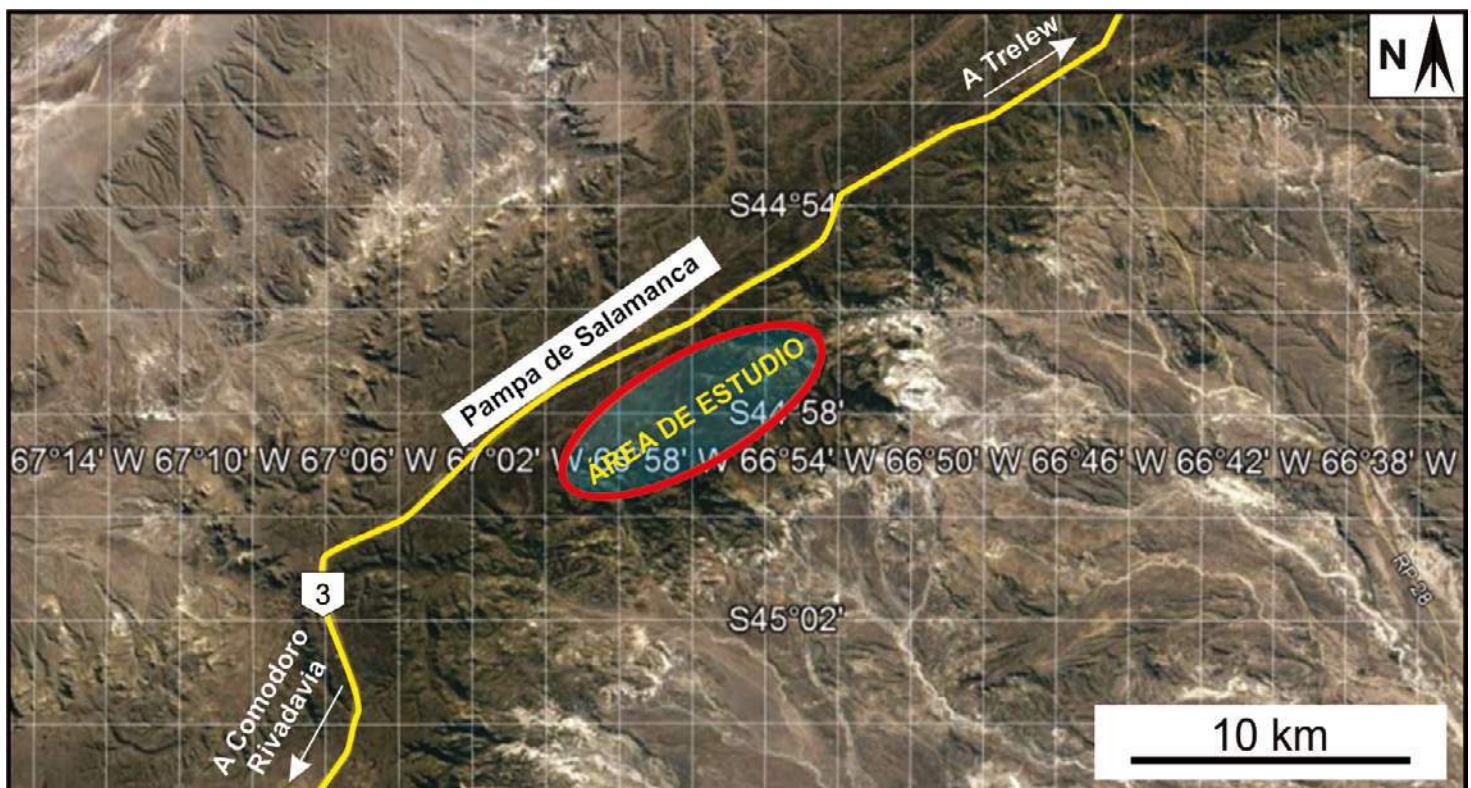 A Trelew
N
S44°54'
Pampa de Salamanca
ÁREA DE ESTUDIO
S44°58'
67°14' W 67°10' W 67°06' W 67°02' W 66°58' W 66°54' W 66°50' W 66°46' W 66°42' W 66°38' W
3
RP-28
S45°02'
A Comodoro
Rivadavia
10 km